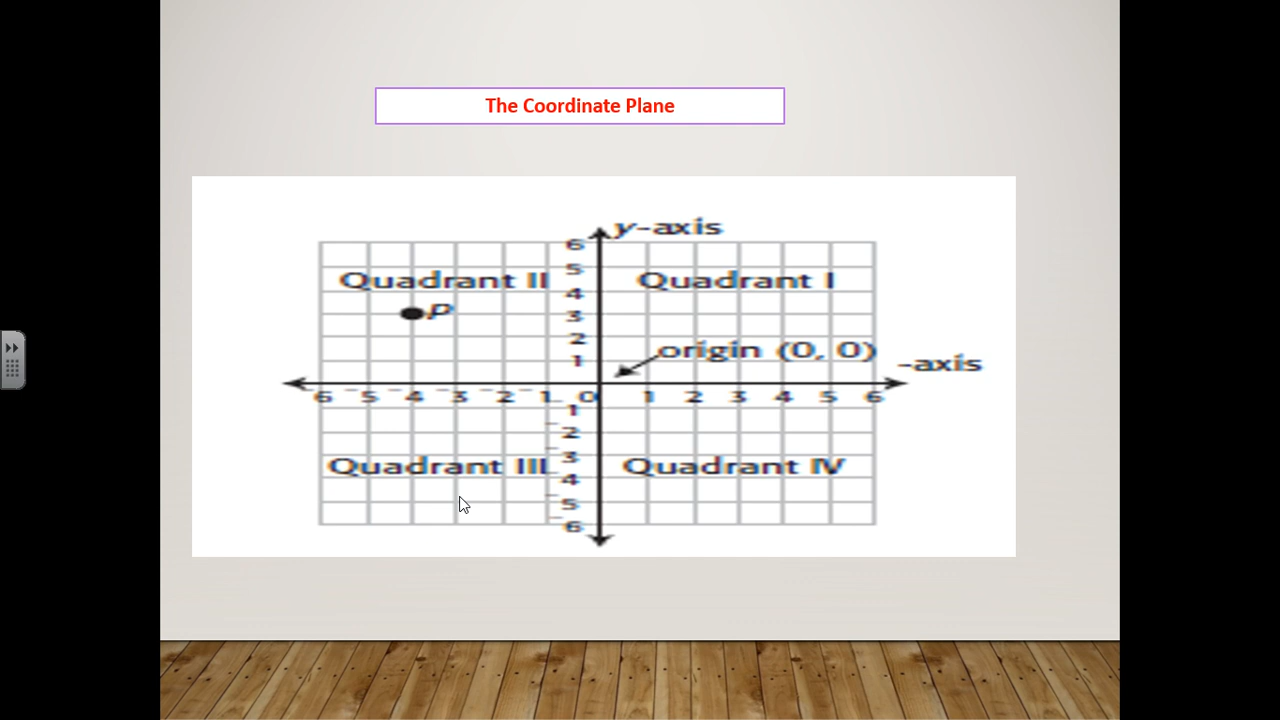 The Coordinate Plane
y-axis
6
5
Quadrant II
Quadrant I
4
P
3
2
origin (0, 0)
1
-axis
-6 -5 -4 -3 -2 -1 0 1 2 3 4 5 6
-1
-2
-3
Quadrant III
Quadrant IV
-4
-5
-6